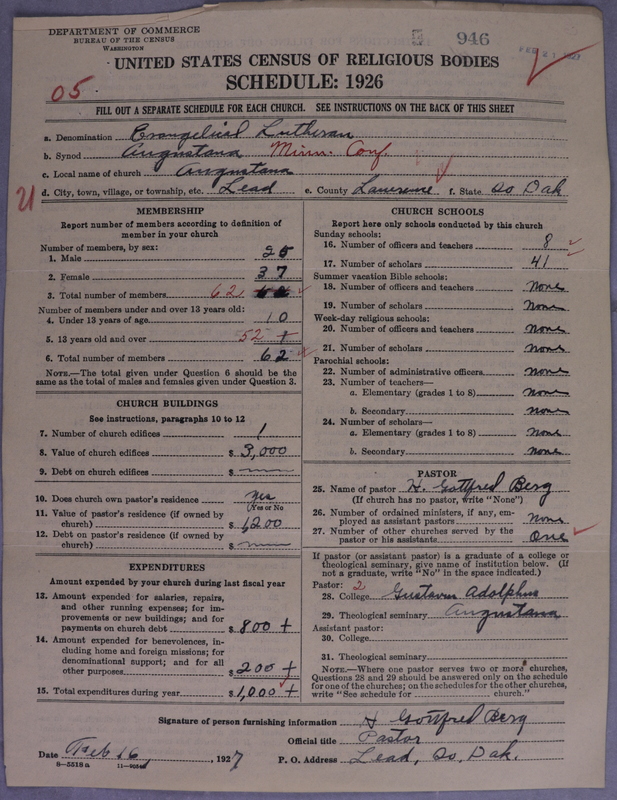 DEPARTMENT OF COMMERCE
BUREAU OF THE CENSUS
WASHINGTON
946
UNITED STATES CENSUS OF RELIGIOUS BODIES
SCHEDULE: 1926
05
FILL OUT A SEPARATE SCHEDULE FOR EACH CHURCH. SEE INSTRUCTIONS ON THE BACK OF THIS SHEET
a. Denomination Evangelical Lutheran
b. Synod Augustana Minn. Conf.
c. Local name of church Augustana
21
d. City, town, village, or township, etc. Lead e. County Lawrence f. State So Dak
MEMBERSHIP
Report number of members according to definition of
member in your church
Number of members, by sex:
1. Male 25
2. Female 37
3. Total number of members 62
Number of members under and over 13 years old:
4. Under 13 years of age 10
5. 13 years old and over 52 +
6. Total number of members 62
NOTE.—The total given under Question 6 should be
same as the total of males and females given under Question 3.
CHURCH BUILDINGS
See instructions, paragraphs 10 to 12
7. Number of church edifices 1
8. Value of church edifices $ 3,000
9. Debt on church edifices $ —
10. Does church own pastor's residence Yes
Yes or No
11. Value of pastor's residence (if owned by
church) $ 1,200
12. Debt on pastor's residence (if owned by
church) $ —
EXPENDITURES
Amount expended by church during last fiscal year
13. Amount expended for salaries, repairs,
and other running expenses; for im-
provements or new buildings; and for
payments on church debt $ 800 +
14. Amount expended for benevolences, in-
cluding home and foreign missions; for
denominational support; and for all
other purposes $ 200 +
15. Total expenditures during year $ 1,000 +
CHURCH SCHOOLS
Report here only schools conducted by this church
Sunday schools:
16. Number of officers and teachers 8
17. Number of scholars 41
Summer vacation Bible schools:
18. Number of officers and teachers None
19. Number of scholars None
Week-day religious schools:
20. Number of officers and teachers None
21. Number of scholars None
Parochial schools:
22. Number of administrative officers None
23. Number of teachers—
a. Elementary (grades 1 to 8) None
b. Secondary None
24. Number of scholars—
a. Elementary (grades 1 to 8) None
b. Secondary None
PASTOR
25. Name of pastor H. Gottfred Berg
(If church has no pastor, write "None")
26. Number of ordained ministers, if any, em-
ployed as assistant pastors None
27. Number of other churches served by the
pastor or his assistants One
If pastor (or assistant pastor) is a graduate of a college or
theological seminary, give name of institution below. (If
not a graduate, write "No" in the space indicated.)
Pastor: 2
28. College Gustavus Adolphus
29. Theological seminary Augustana
Assistant pastor:
30. College
31. Theological seminary
NOTE.—Where one pastor serves two or more churches,
Questions 28 and 29 should be answered only on the schedule
for one of the churches; on the schedules for the other churches,
write "See schedule for church."
Signature of person furnishing information H Gottfred Berg
Official title Pastor
Date Feb 16, 1927 P. O. Address Lead, So. Dak.
8—5518 a